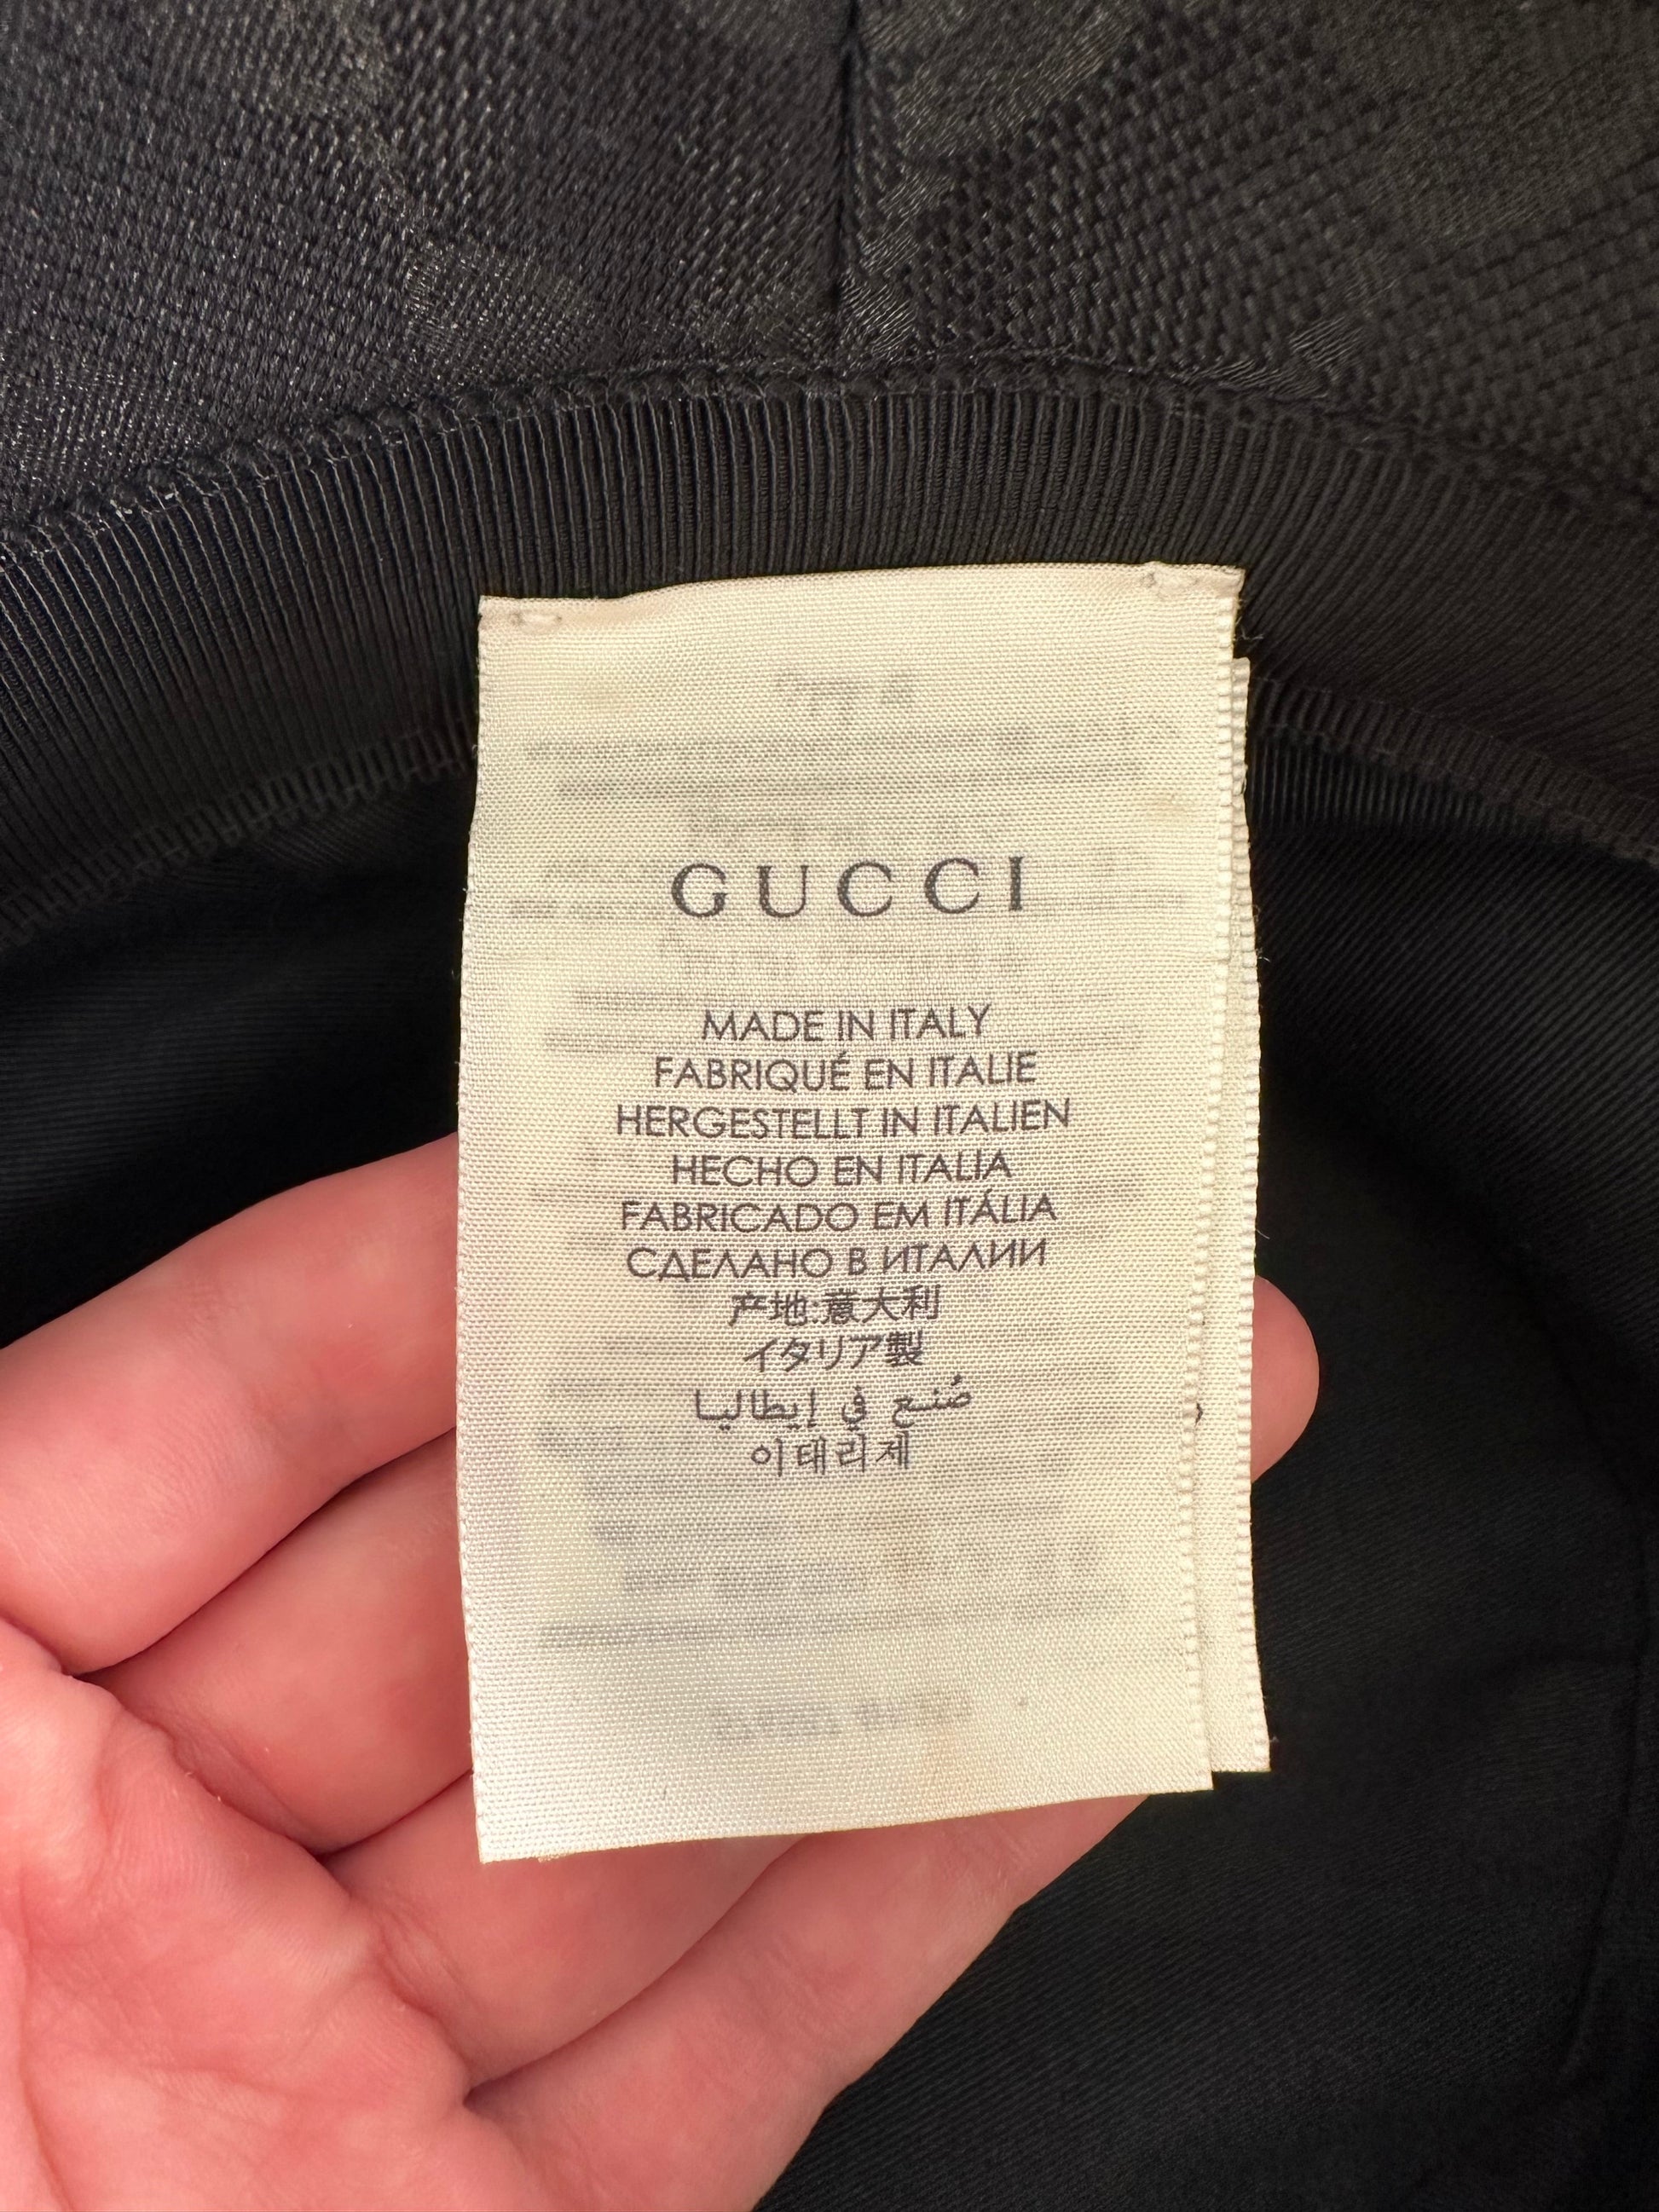 GUCCI
MADE IN ITALY
FABRIQUÉ EN ITALIE
HERGESTELLT IN ITALIEN
HECHO EN ITALIA
FABRICADO EM ITÁLIA
СДЕЛАНО В ИТАЛИИ
产地:意大利
イタリア製
صُنع في إيطاليا
이태리제